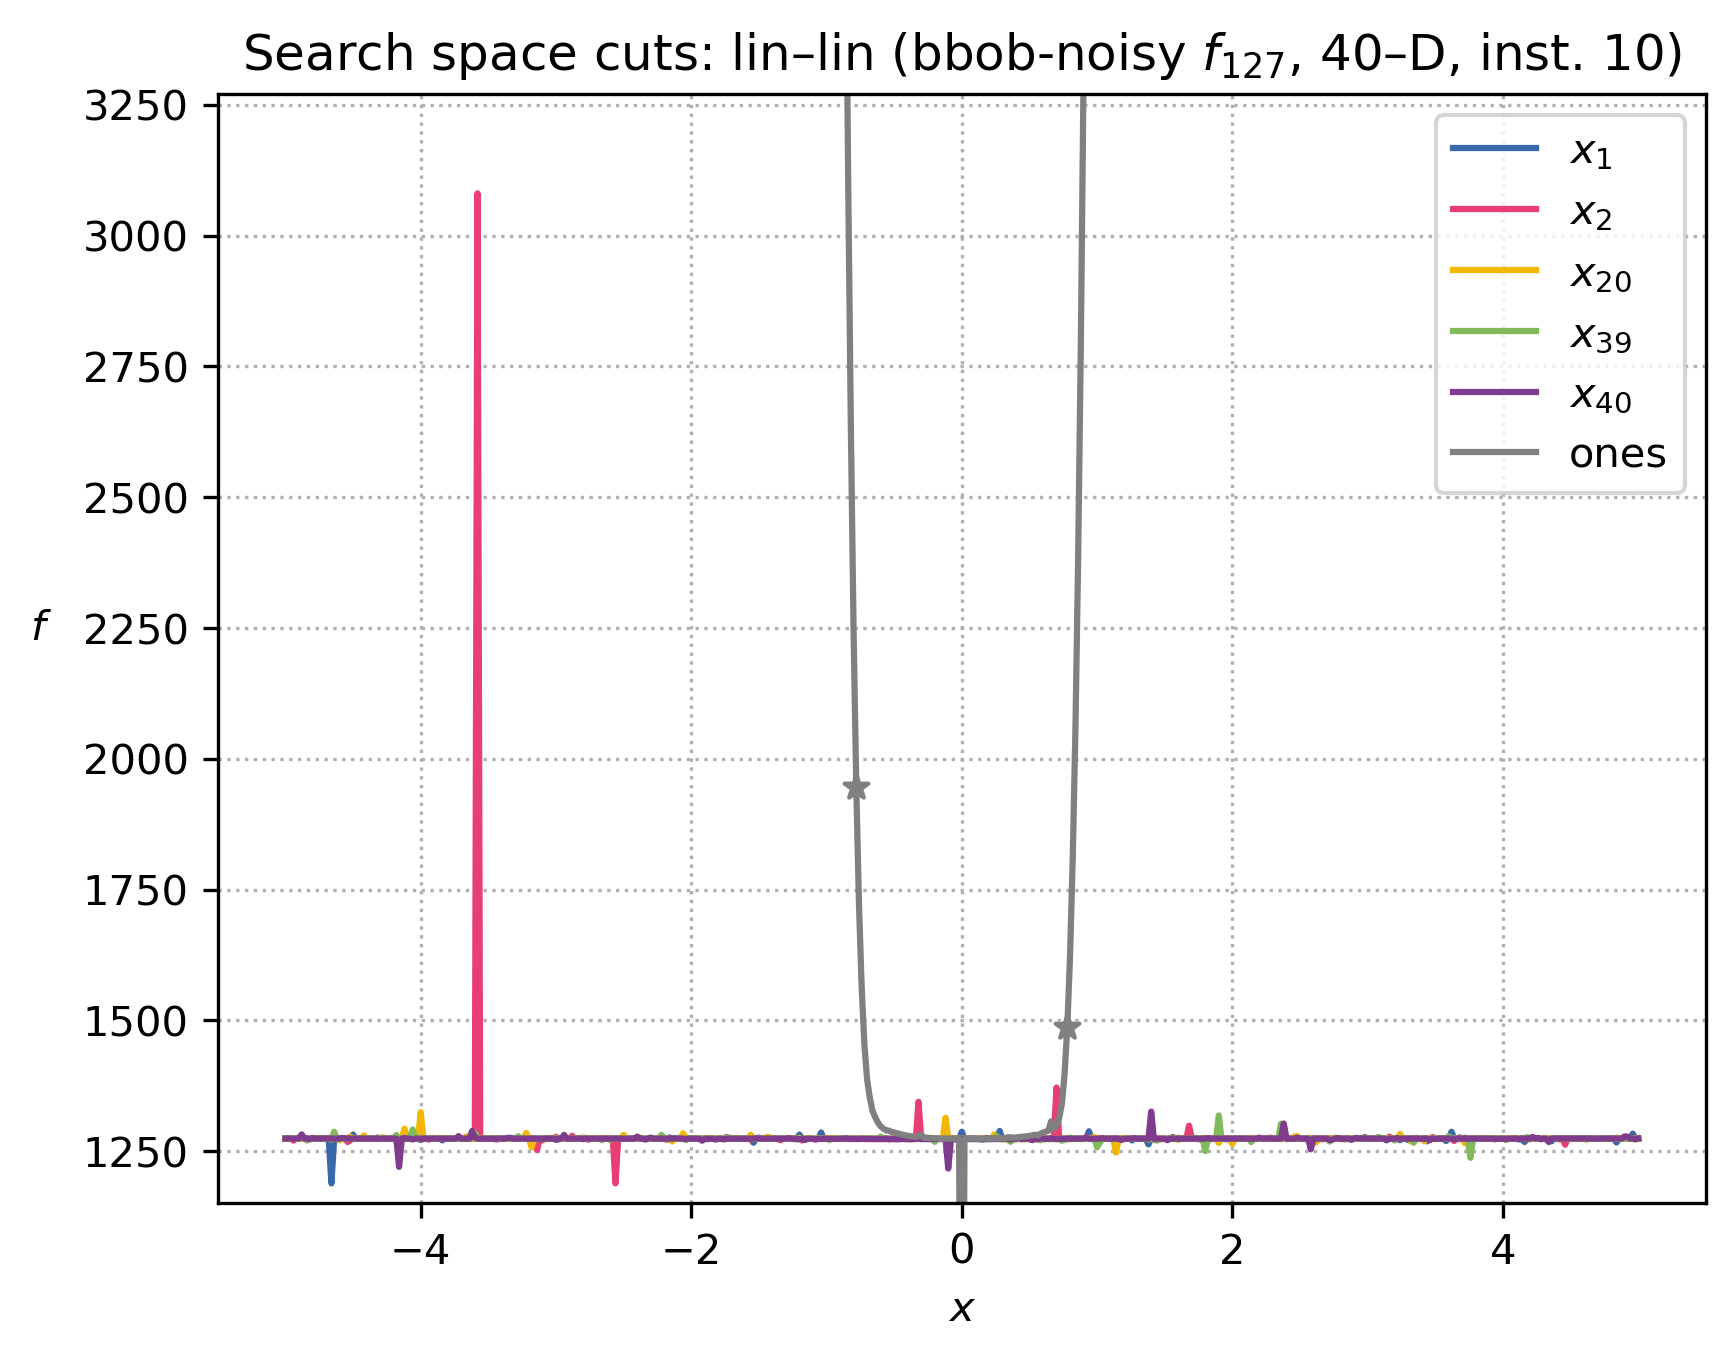 Search space cuts: lin–lin (bbob-noisy f₁₂₇, 40–D, inst. 10)
3250
3000
2750
2500
2250
2000
1750
1500
1250
f
x₁
x₂
x₂₀
x₃₉
x₄₀
ones
−4
−2
0
2
4
x